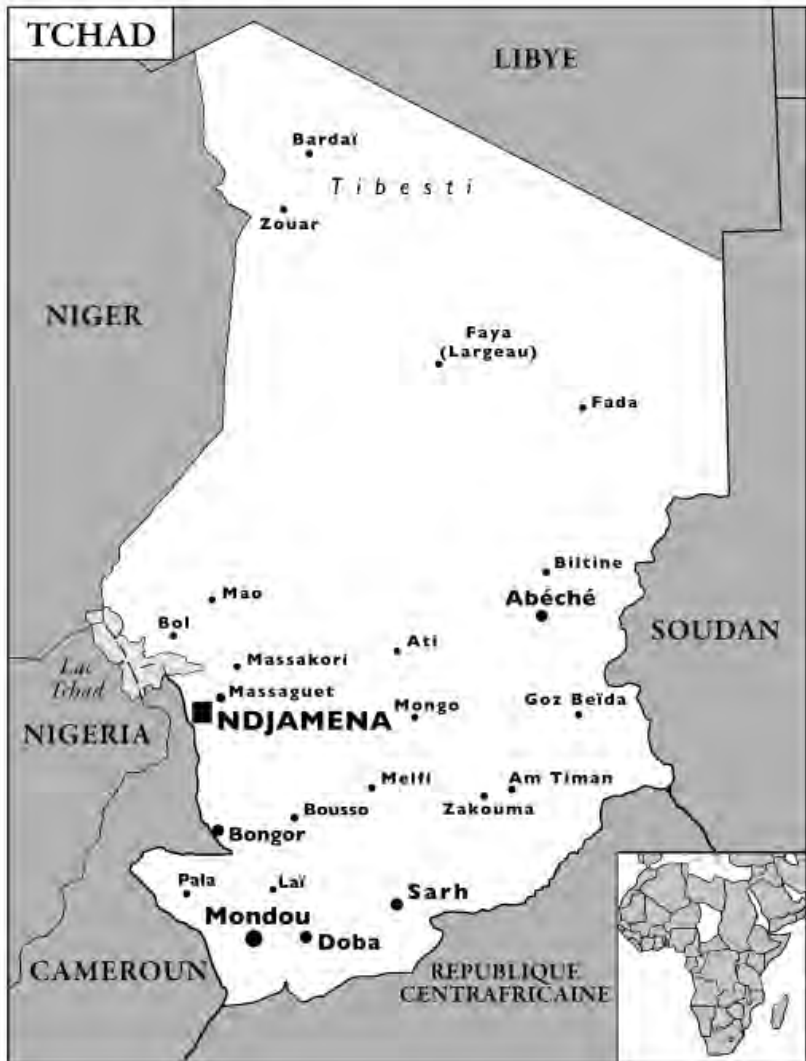 TCHAD
LIBYE
Bardaï
Tibesti
Zouar
NIGER
Faya
(Largeau)
Fada
Biltine
Mao
Abéché
Bol
SOUDAN
Ati
Lac
Tchad
Massakori
Massaguet
Mongo
Goz Beïda
NDJAMENA
NIGERIA
Melfi
Am Timan
Zakouma
Bousso
Bongor
Pala
Laï
Sarh
Mondou
Doba
CAMEROUN
REPUBLIQUE
CENTRAFRICAINE